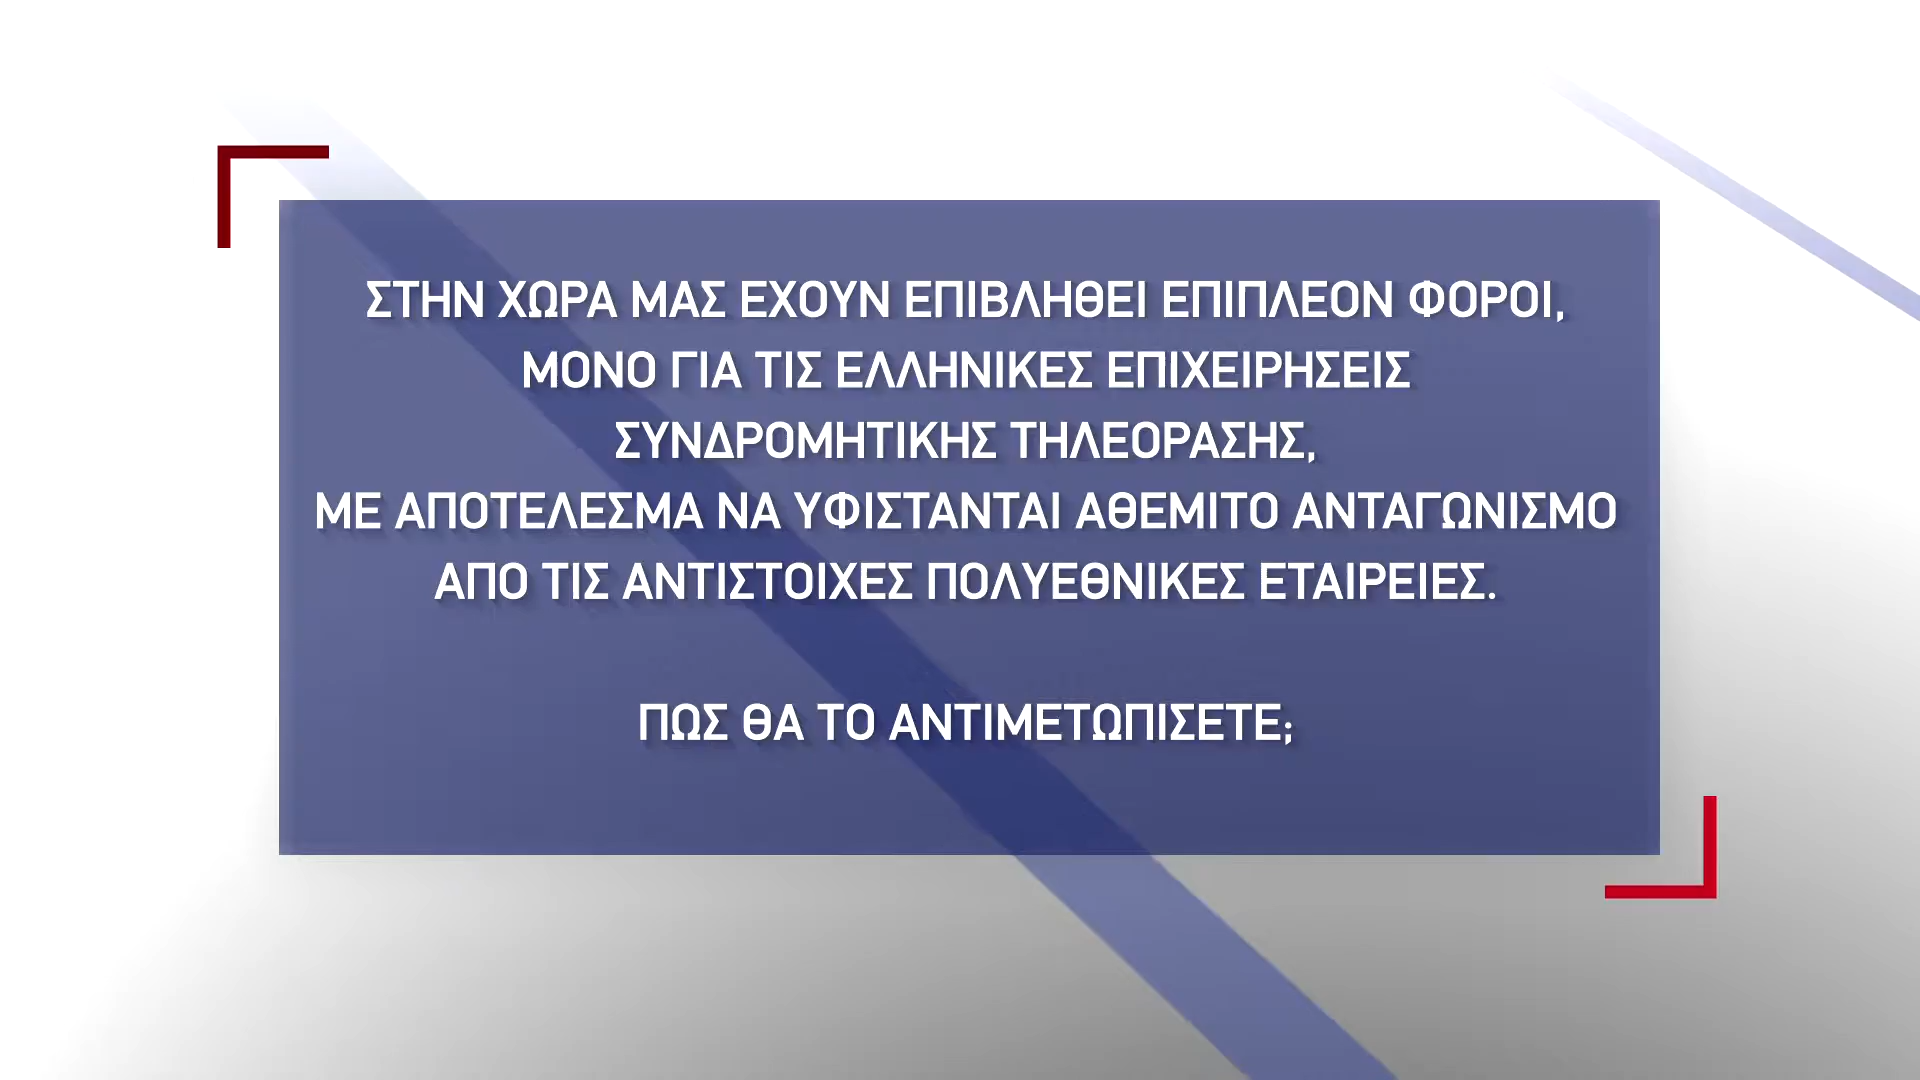 ΣΤΗΝ ΧΩΡΑ ΜΑΣ ΕΧΟΥΝ ΕΠΙΒΛΗΘΕΙ ΕΠΙΠΛΕΟΝ ΦΟΡΟΙ,
ΜΟΝΟ ΓΙΑ ΤΙΣ ΕΛΛΗΝΙΚΕΣ ΕΠΙΧΕΙΡΗΣΕΙΣ
ΣΥΝΔΡΟΜΗΤΙΚΗΣ ΤΗΛΕΟΡΑΣΗΣ,
ΜΕ ΑΠΟΤΕΛΕΣΜΑ ΝΑ ΥΦΙΣΤΑΝΤΑΙ ΑΘΕΜΙΤΟ ΑΝΤΑΓΩΝΙΣΜΟ
ΑΠΟ ΤΙΣ ΑΝΤΙΣΤΟΙΧΕΣ ΠΟΛΥΕΘΝΙΚΕΣ ΕΤΑΙΡΕΙΕΣ.
ΠΩΣ ΘΑ ΤΟ ΑΝΤΙΜΕΤΩΠΙΣΕΤΕ;